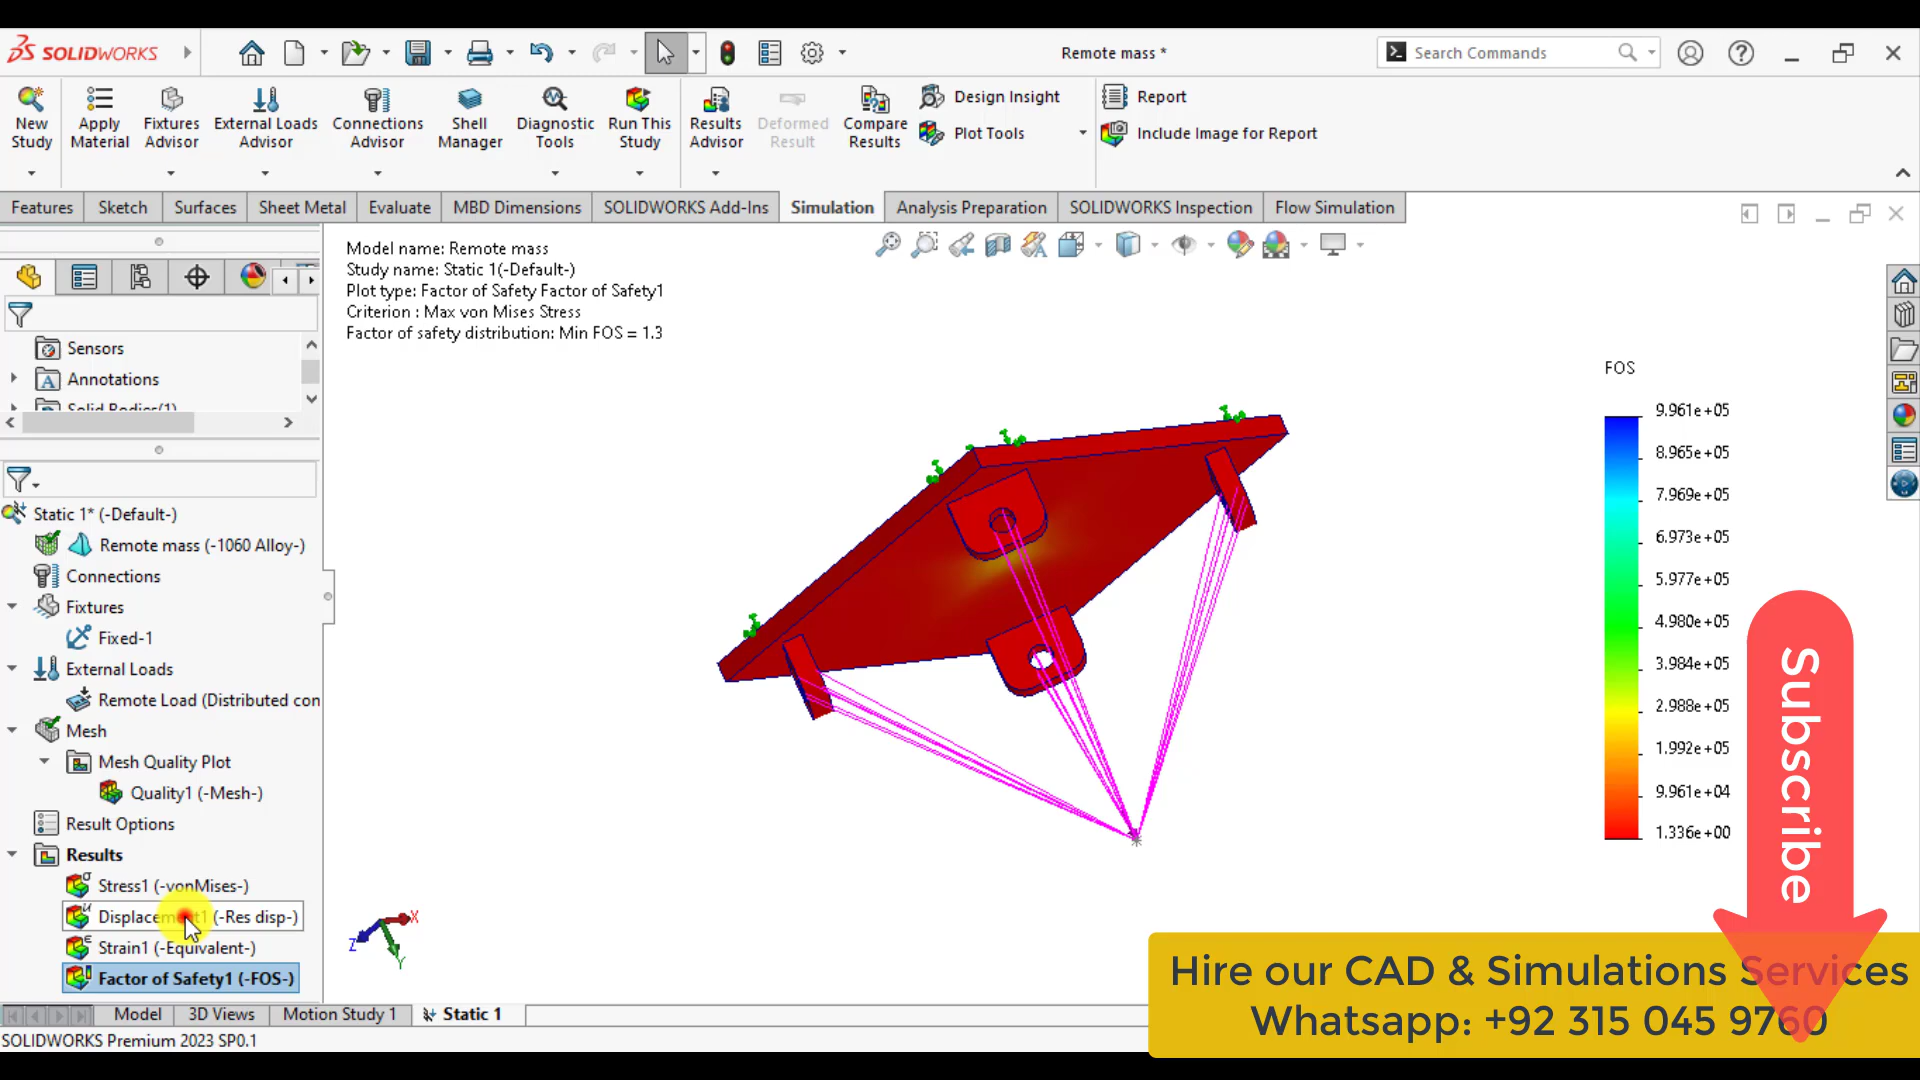 SOLIDWORKS
Remote mass *
Search Commands
New Study
Apply Material
Fixtures Advisor
External Loads Advisor
Connections Advisor
Shell Manager
Diagnostic Tools
Run This Study
Results Advisor
Deformed Result
Compare Results
Design Insight
Plot Tools
Report
Include Image for Report
Features
Sketch
Surfaces
Sheet Metal
Evaluate
MBD Dimensions
SOLIDWORKS Add-Ins
Simulation
Analysis Preparation
SOLIDWORKS Inspection
Flow Simulation
Sensors
Annotations
Solid Bodies(1)
Static 1* (-Default-)
Remote mass (-1060 Alloy-)
Connections
Fixtures
Fixed-1
External Loads
Remote Load (Distributed con
Mesh
Mesh Quality Plot
Quality1 (-Mesh-)
Result Options
Results
Stress1 (-vonMises-)
Displacement1 (-Res disp-)
Strain1 (-Equivalent-)
Factor of Safety1 (-FOS-)
Model name: Remote mass
Study name: Static 1(-Default-)
Plot type: Factor of Safety Factor of Safety1
Criterion : Max von Mises Stress
Factor of safety distribution: Min FOS = 1.3
FOS
9.961e+05
8.965e+05
7.969e+05
6.973e+05
5.977e+05
4.980e+05
3.984e+05
2.988e+05
1.992e+05
9.961e+04
1.336e+00
X
Z
Y
Subscribe
Hire our CAD & Simulations Services
Whatsapp: +92 315 045 9760
Model
3D Views
Motion Study 1
Static 1
SOLIDWORKS Premium 2023 SP0.1